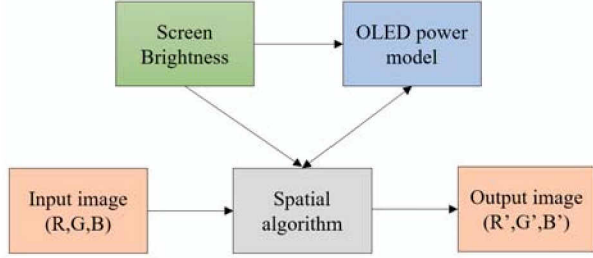 Screen
Brightness
OLED power
model
Input image
(R,G,B)
Spatial
algorithm
Output image
(R’,G’,B’)